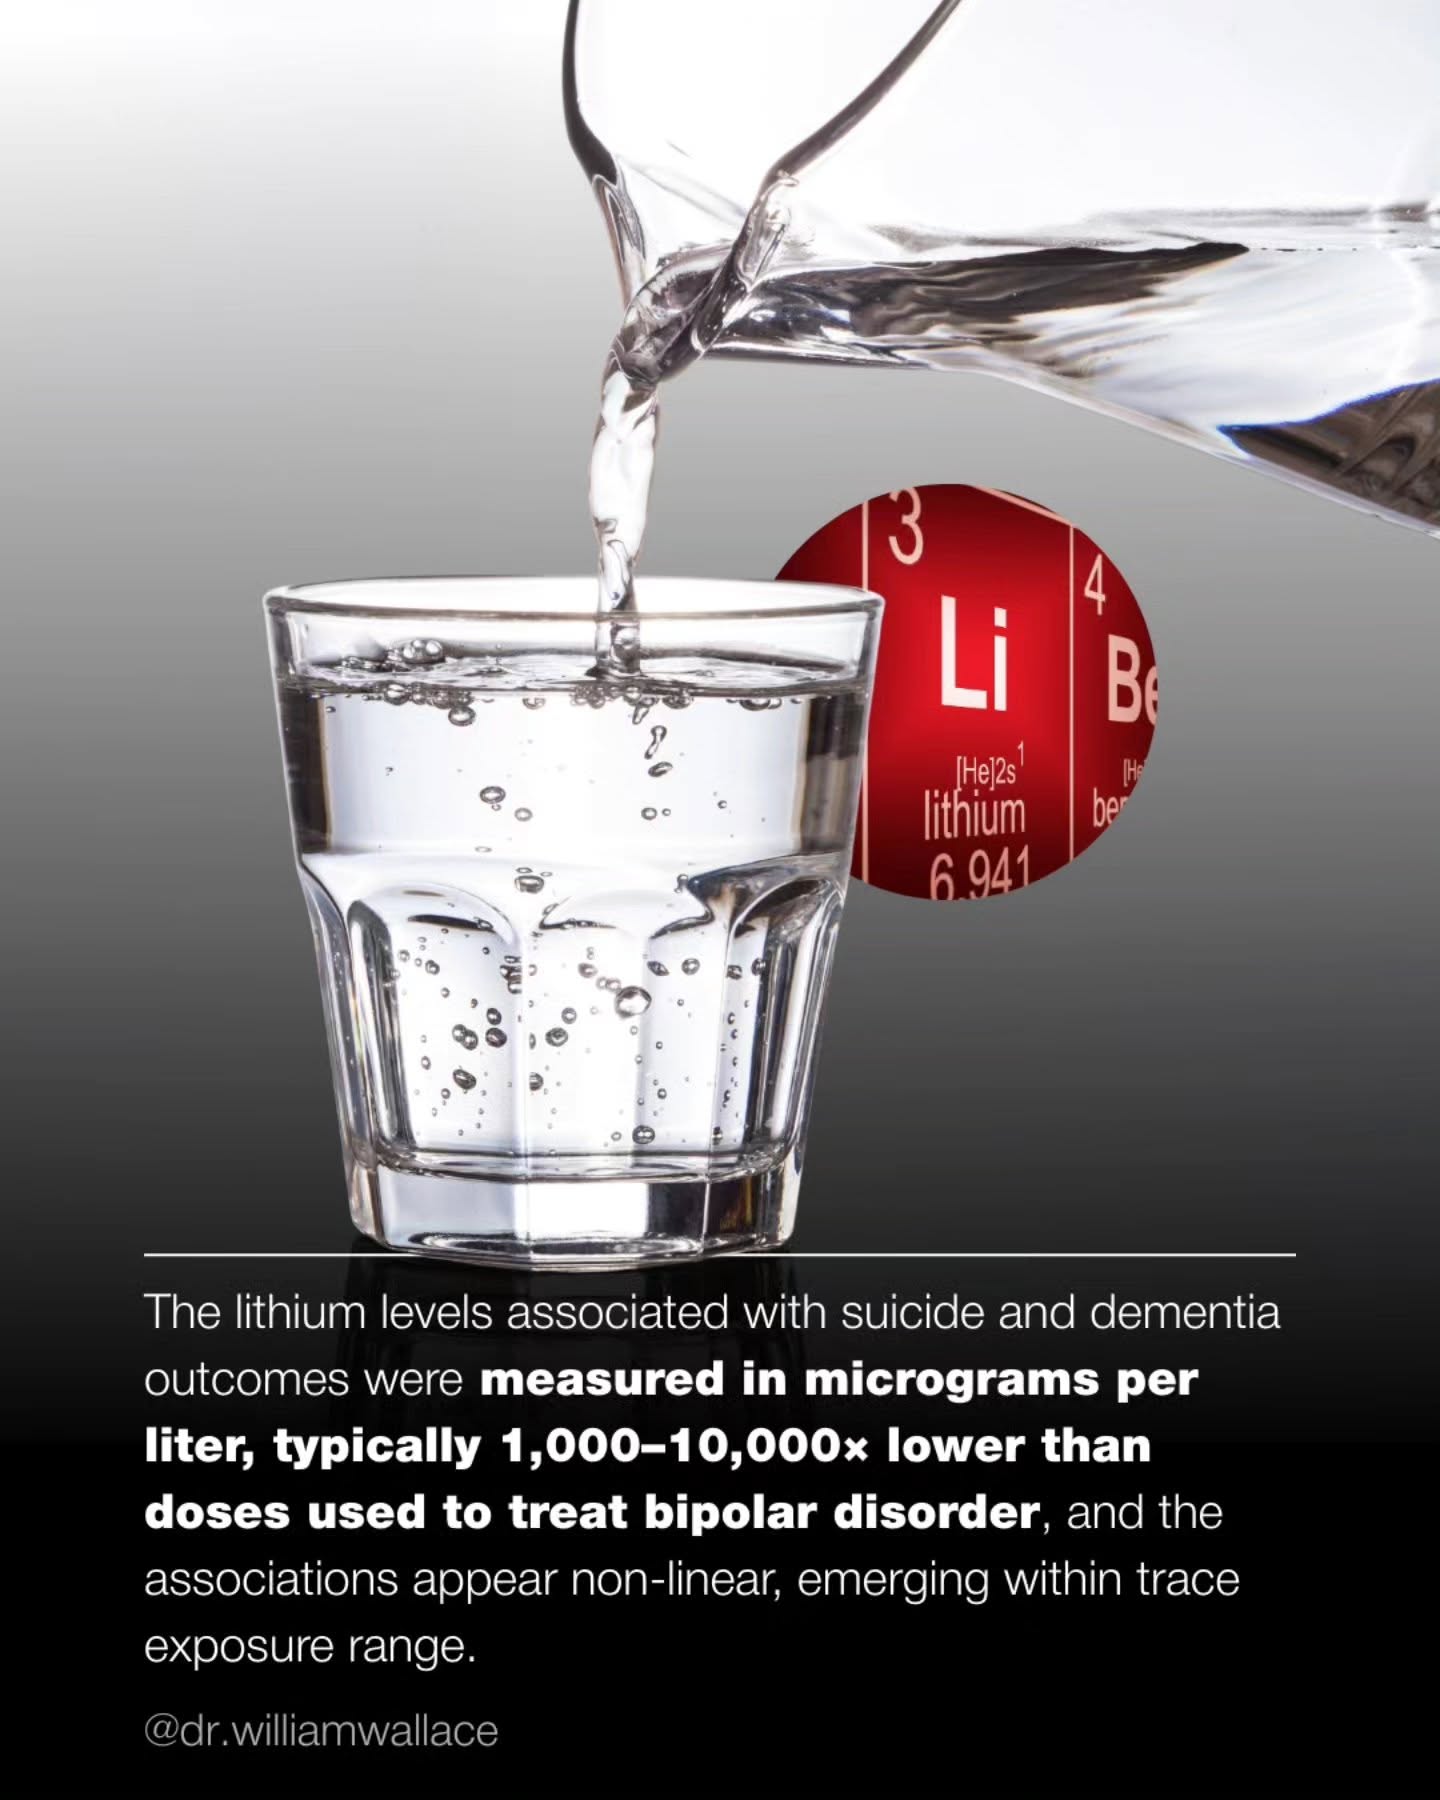 3
4
Li
Be
[He]2s1
[He]
lithium
ber
6.941
The lithium levels associated with suicide and dementia
outcomes were measured in micrograms per
liter, typically 1,000–10,000× lower than
doses used to treat bipolar disorder, and the
associations appear non-linear, emerging within trace
exposure range.
@dr.williamwallace